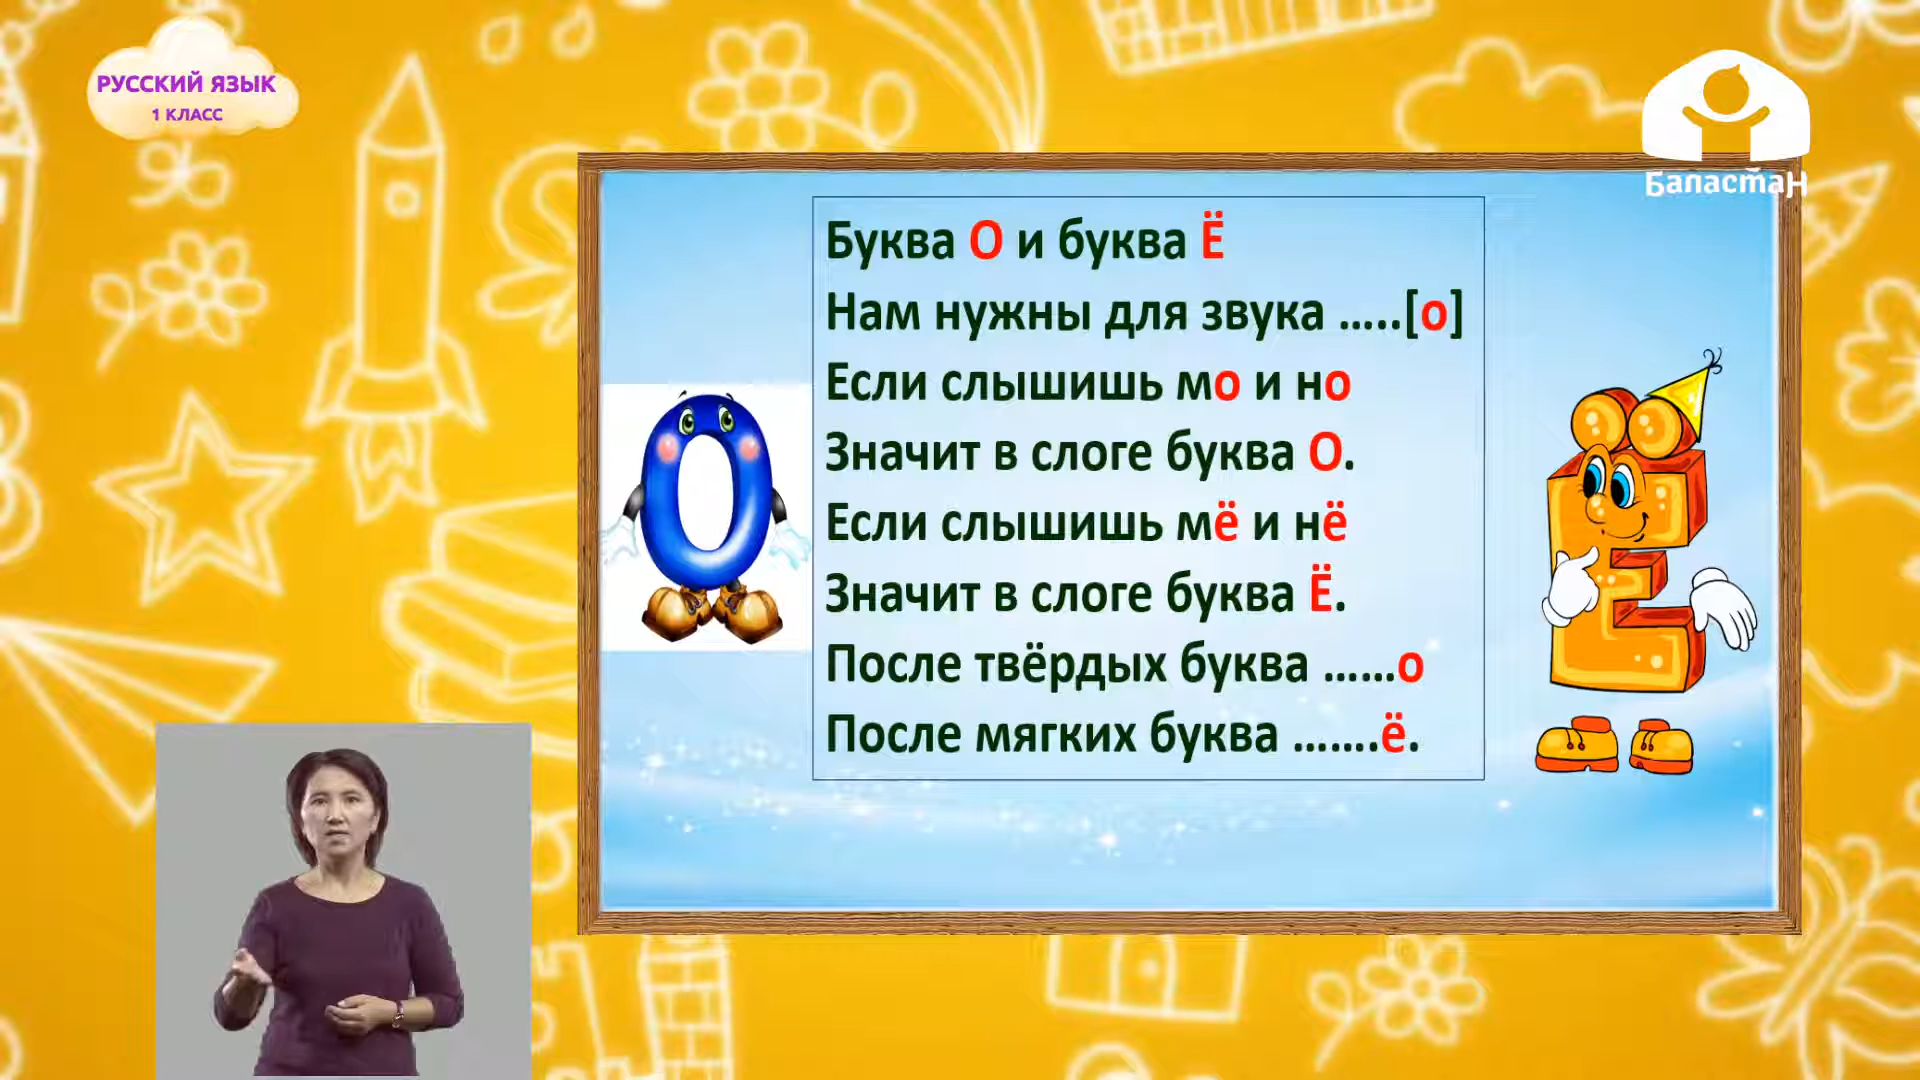 РУССКИЙ ЯЗЫК
1 КЛАСС
Баластан
Буква О и буква Ё
Нам нужны для звука …..[о]
Если слышишь мо и но
Значит в слоге буква О.
Если слышишь мё и нё
Значит в слоге буква Ё.
После твёрдых буква ……о
После мягких буква …….ё.